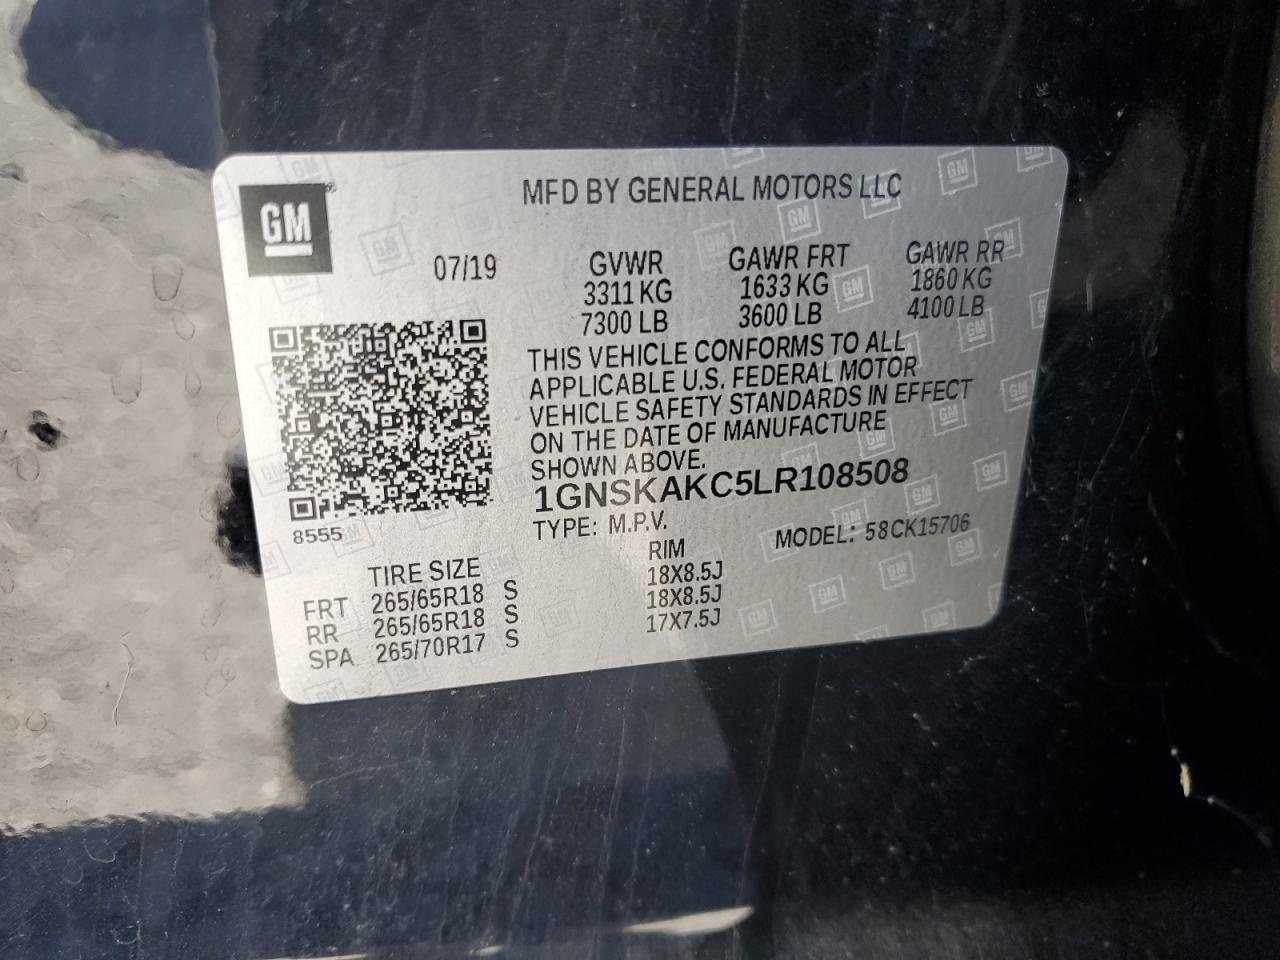 GM
MFD BY GENERAL MOTORS LLC
07/19
GVWR GAWR FRT GAWR RR
3311 KG 1633 KG 1860 KG
7300 LB 3600 LB 4100 LB
THIS VEHICLE CONFORMS TO ALL
APPLICABLE U.S. FEDERAL MOTOR
VEHICLE SAFETY STANDARDS IN EFFECT
ON THE DATE OF MANUFACTURE
SHOWN ABOVE.
1GNSKAKC5LR108508
8555
TYPE: M.P.V. MODEL: 58CK15706
TIRE SIZE RIM
FRT 265/65R18 S 18X8.5J
RR 265/65R18 S 18X8.5J
SPA 265/70R17 S 17X7.5J